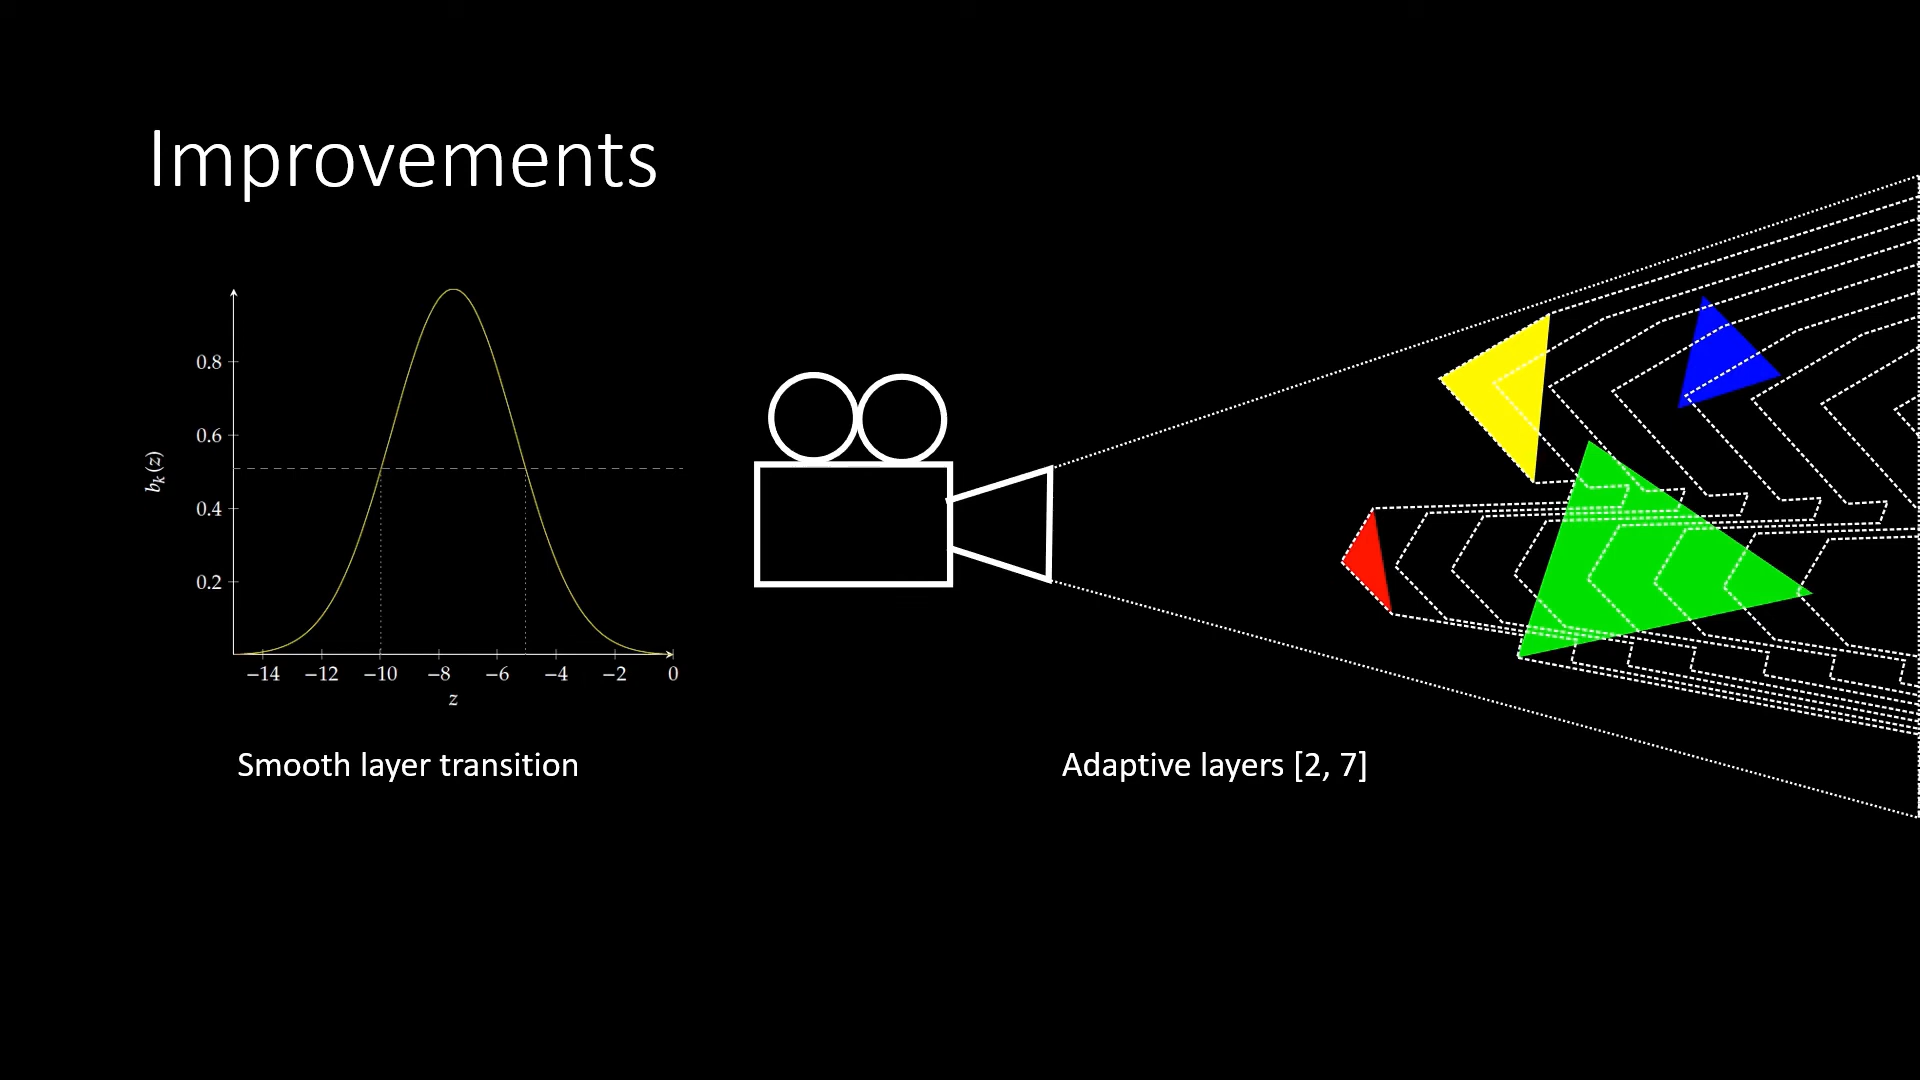 Improvements
0.8
0.6
0.4
0.2
b_k(z)
−14 −12 −10 −8 −6 −4 −2 0
z
Smooth layer transition
Adaptive layers [2, 7]